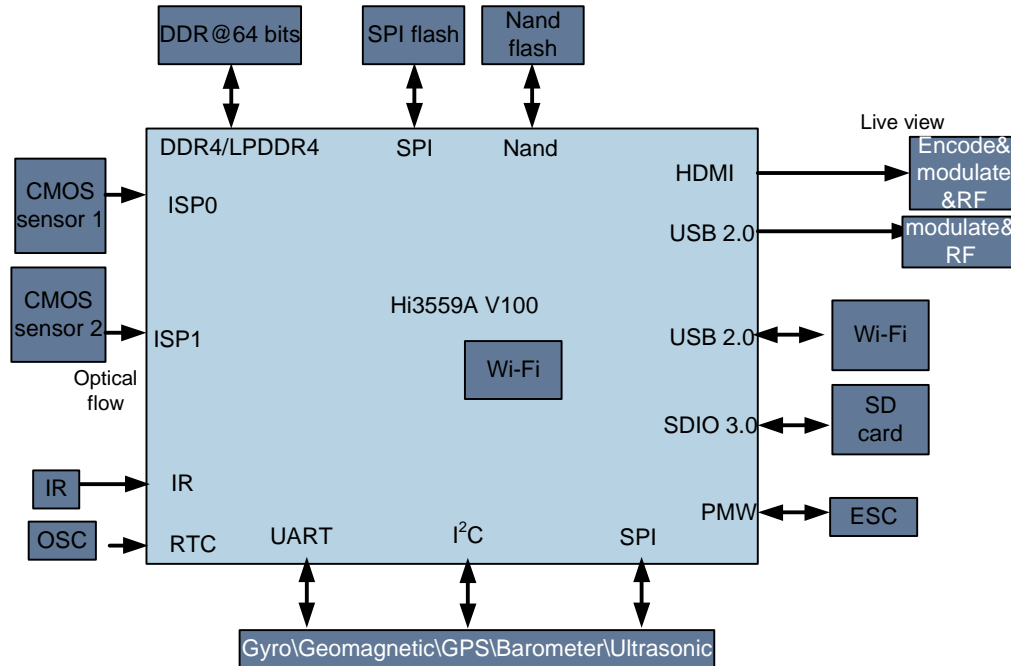 DDR@64 bits
SPI flash
Nand
flash
DDR4/LPDDR4
SPI
Nand
Live view
Encode&
modulate
&RF
HDMI
CMOS
sensor 1
ISP0
USB 2.0
modulate&
RF
CMOS
sensor 2
ISP1
Optical
flow
Hi3559A V100
Wi-Fi
USB 2.0
Wi-Fi
SDIO 3.0
SD
card
IR
IR
PMW
ESC
OSC
RTC
UART
I²C
SPI
Gyro\Geomagnetic\GPS\Barometer\Ultrasonic